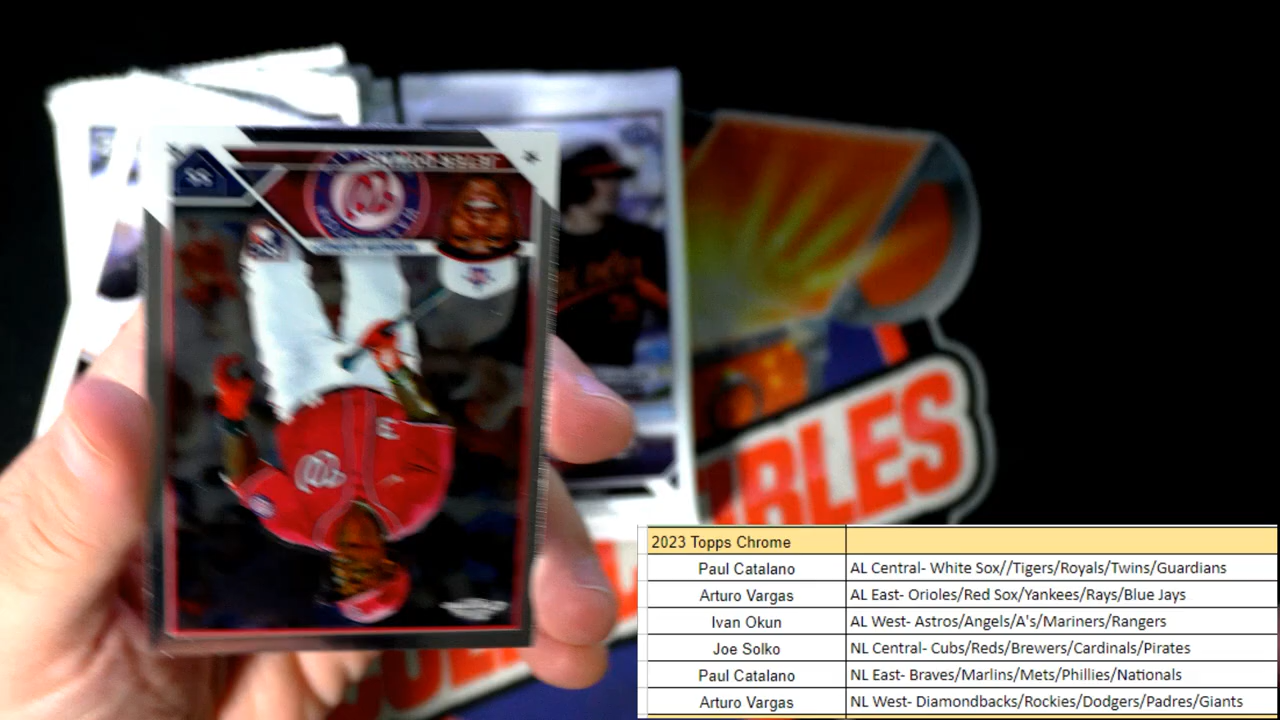 SS
3
BLES
2023 Topps Chrome
Paul Catalano AL Central- White Sox//Tigers/Royals/Twins/Guardians
Arturo Vargas AL East- Orioles/Red Sox/Yankees/Rays/Blue Jays
Ivan Okun AL West- Astros/Angels/A's/Mariners/Rangers
Joe Solko NL Central- Cubs/Reds/Brewers/Cardinals/Pirates
Paul Catalano NL East- Braves/Marlins/Mets/Phillies/Nationals
Arturo Vargas NL West- Diamondbacks/Rockies/Dodgers/Padres/Giants